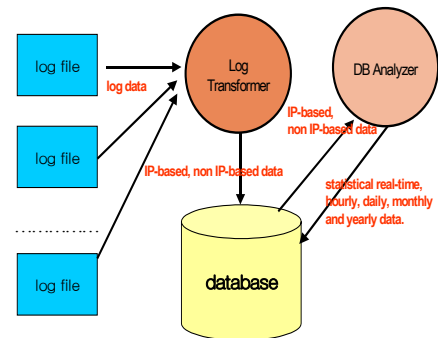 log file
log data
Log
Transformer
DB Analyzer
log file
IP-based,
non IP-based data
IP-based, non IP-based data
statistical real-time,
hourly, daily, monthly
and yearly data.
..................
log file
database